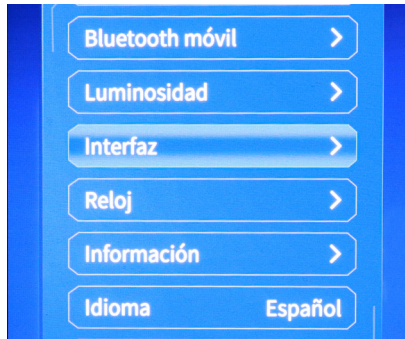 Bluetooth móvil
Luminosidad
Interfaz
Reloj
Información
Idioma Español